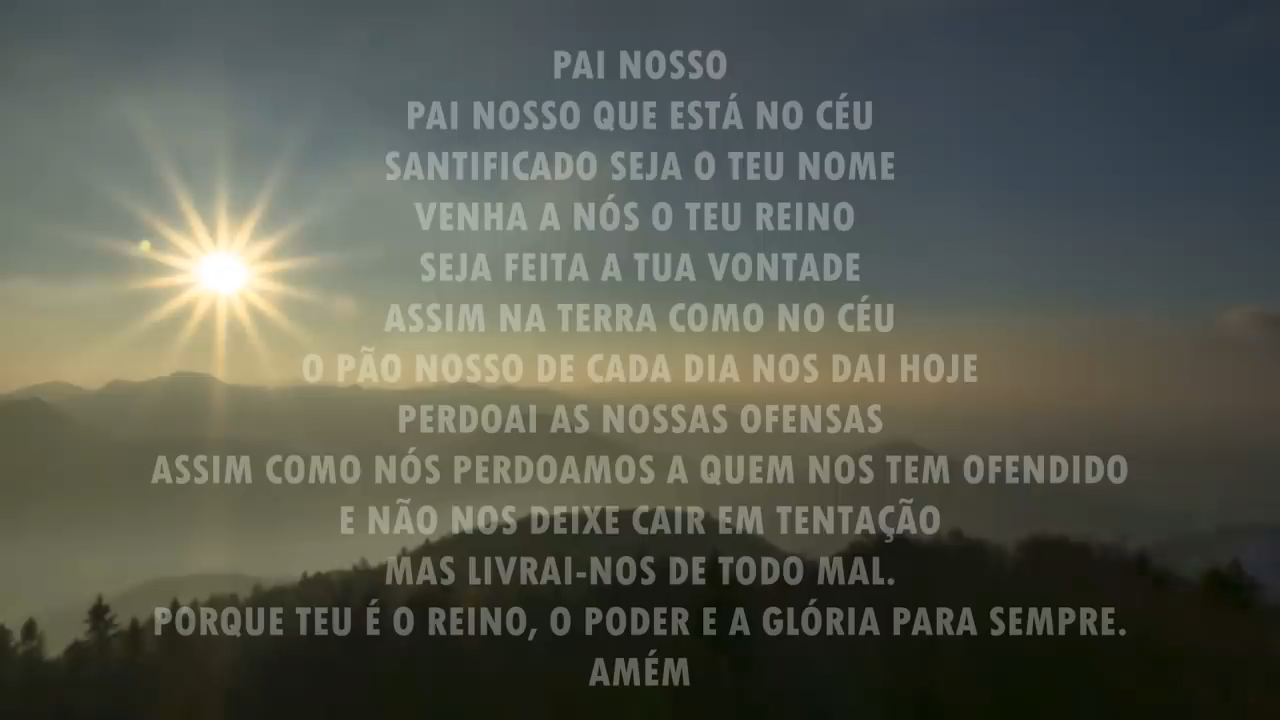 PAI NOSSO
PAI NOSSO QUE ESTÁ NO CÉU
SANTIFICADO SEJA O TEU NOME
VENHA A NÓS O TEU REINO
SEJA FEITA A TUA VONTADE
ASSIM NA TERRA COMO NO CÉU
O PÃO NOSSO DE CADA DIA NOS DAI HOJE
PERDOAI AS NOSSAS OFENSAS
ASSIM COMO NÓS PERDOAMOS A QUEM NOS TEM OFENDIDO
E NÃO NOS DEIXE CAIR EM TENTAÇÃO
MAS LIVRAI-NOS DE TODO MAL.
PORQUE TEU É O REINO, O PODER E A GLÓRIA PARA SEMPRE.
AMÉM